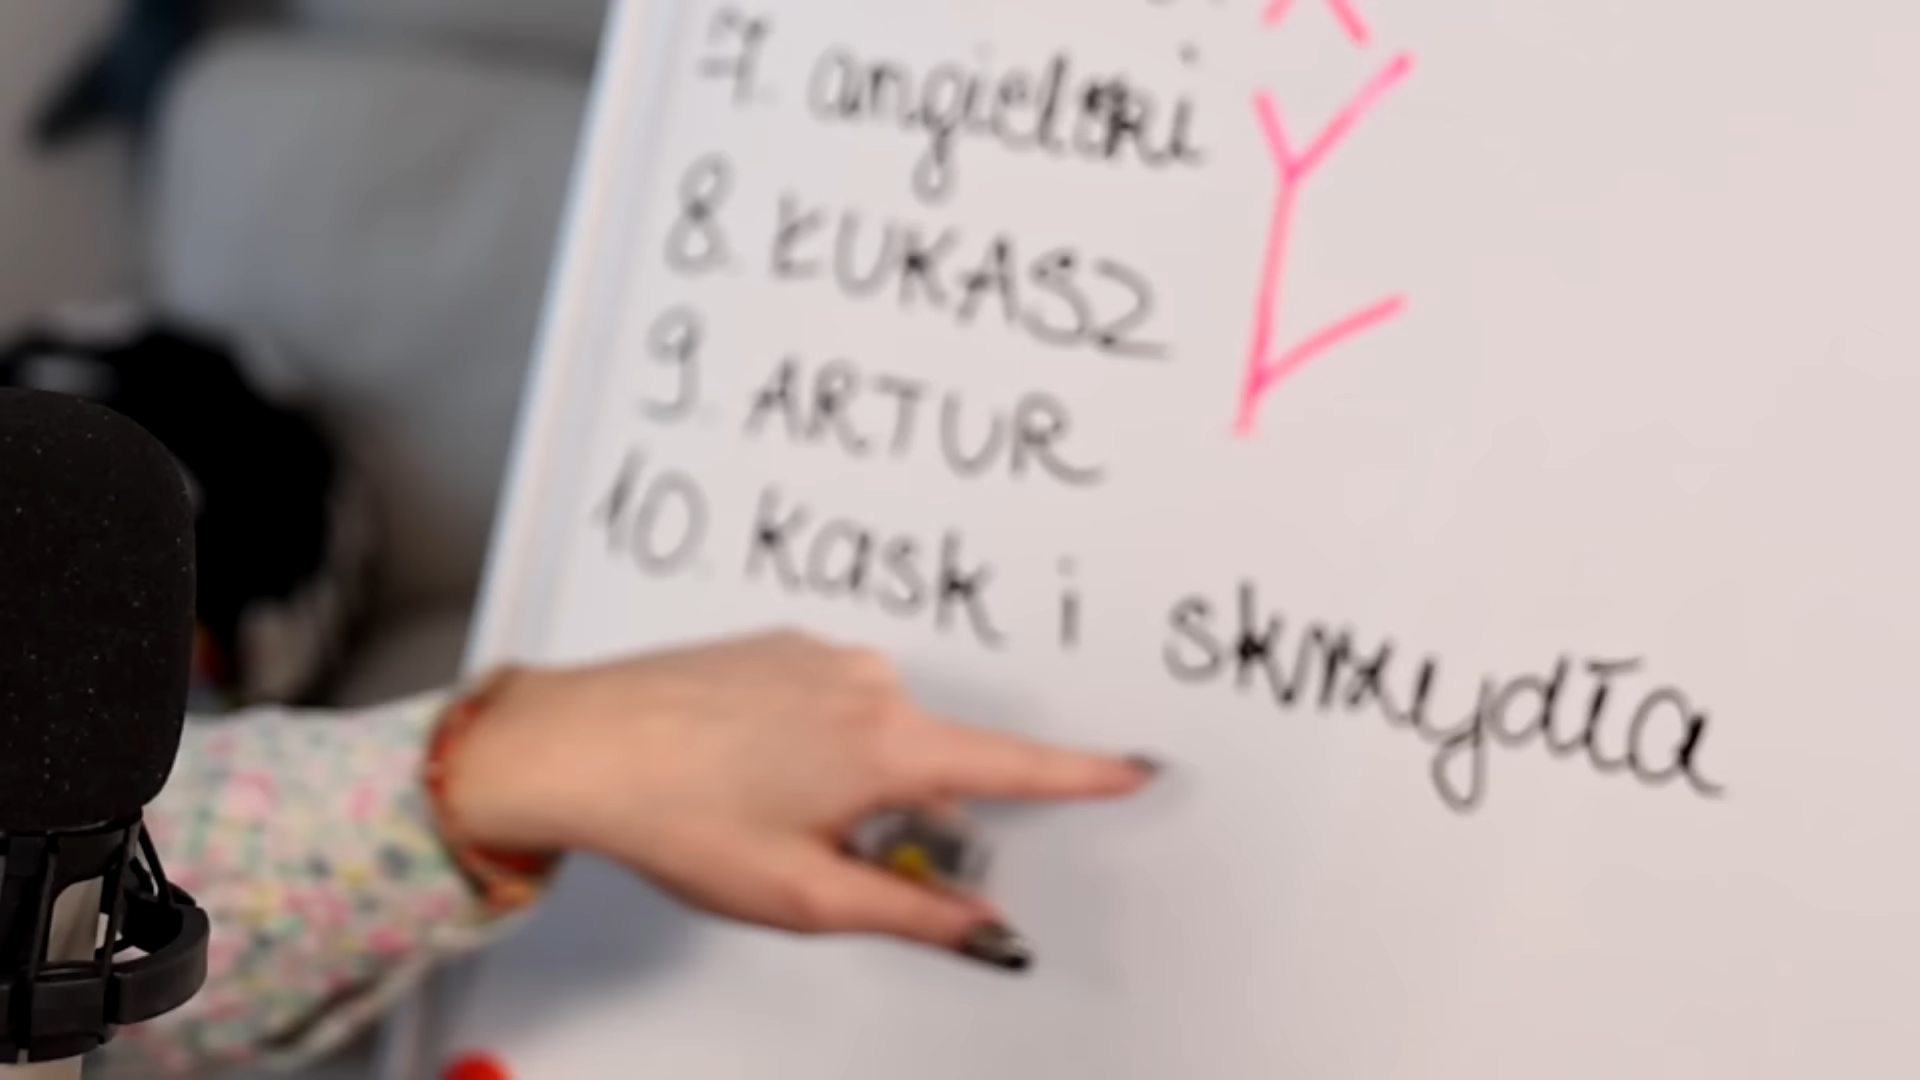 7. angielski
8. ŁUKASZ
9. ARTUR
10. kask i skrzydła